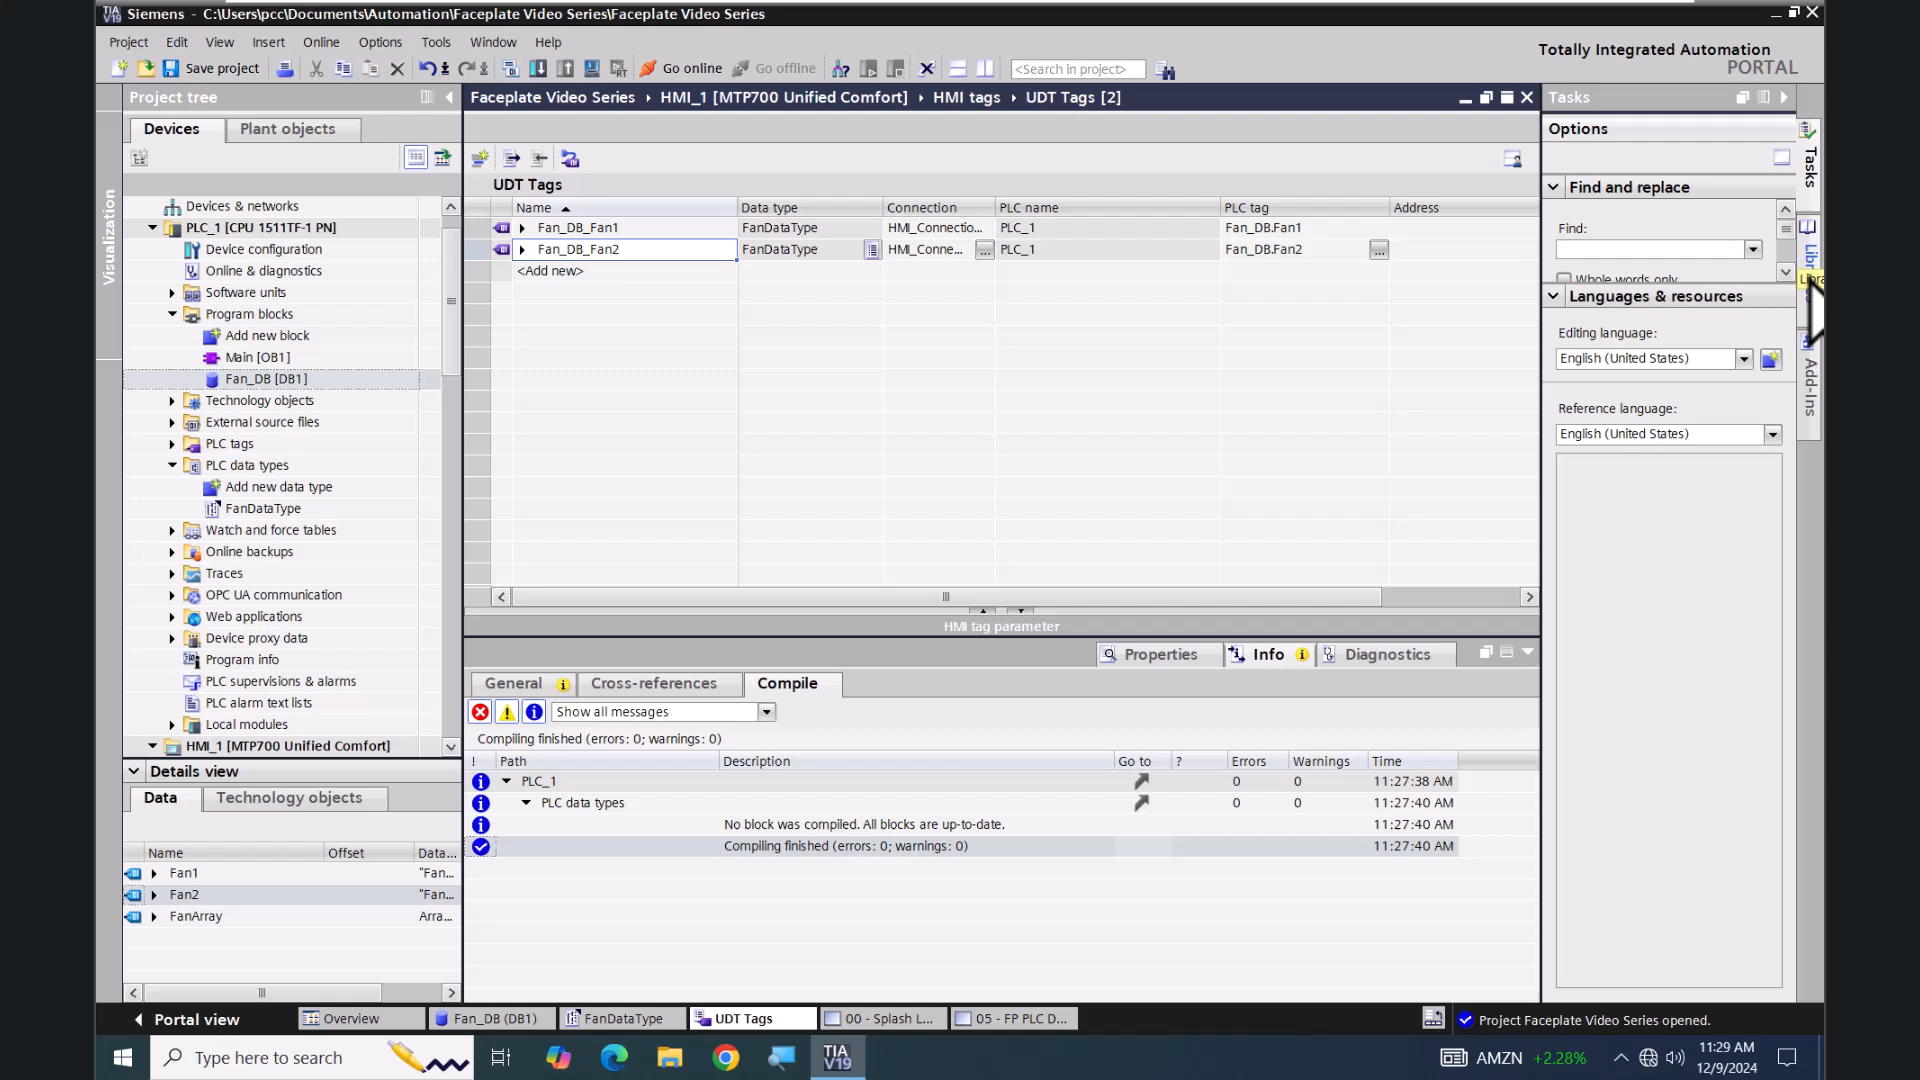 Siemens - C:\Users\pcc\Documents\Automation\Faceplate Video Series\Faceplate Video Series
Project Edit View Insert Online Options Tools Window Help
Totally Integrated Automation
PORTAL
Save project
Go online
Go offline
<Search in project>
Project tree
Faceplate Video Series HMI_1 [MTP700 Unified Comfort] HMI tags UDT Tags [2]
Tasks
Devices
Plant objects
Options
Visualization
UDT Tags
Name Data type Connection PLC name PLC tag Address
Fan_DB_Fan1 FanDataType HMI_Connectio... PLC_1 Fan_DB.Fan1
Fan_DB_Fan2 FanDataType HMI_Conne... ... PLC_1 Fan_DB.Fan2 ...
<Add new>
Devices & networks
PLC_1 [CPU 1511TF-1 PN]
Device configuration
Online & diagnostics
Software units
Program blocks
Add new block
Main [OB1]
Fan_DB [DB1]
Technology objects
External source files
PLC tags
PLC data types
Add new data type
FanDataType
Watch and force tables
Online backups
Traces
OPC UA communication
Web applications
Device proxy data
Program info
PLC supervisions & alarms
PLC alarm text lists
Local modules
HMI_1 [MTP700 Unified Comfort]
Find and replace
Find:
Whole words only
Languages & resources
Editing language:
English (United States)
Reference language:
English (United States)
Tasks
Add-Ins
HMI tag parameter
Properties Info Diagnostics
General Cross-references Compile
Show all messages
Compiling finished (errors: 0; warnings: 0)
! Path Description Go to ? Errors Warnings Time
PLC_1 0 0 11:27:38 AM
PLC data types 0 0 11:27:40 AM
No block was compiled. All blocks are up-to-date. 11:27:40 AM
Compiling finished (errors: 0; warnings: 0) 11:27:40 AM
Details view
Data
Technology objects
Name Offset Data...
Fan1 "Fan...
Fan2 "Fan...
FanArray Arra...
Portal view
Overview
Fan_DB (DB1)
FanDataType
UDT Tags
00 - Splash L...
05 - FP PLC D...
Project Faceplate Video Series opened.
Type here to search
TIA
V19
AMZN +2.28%
11:29 AM
12/9/2024